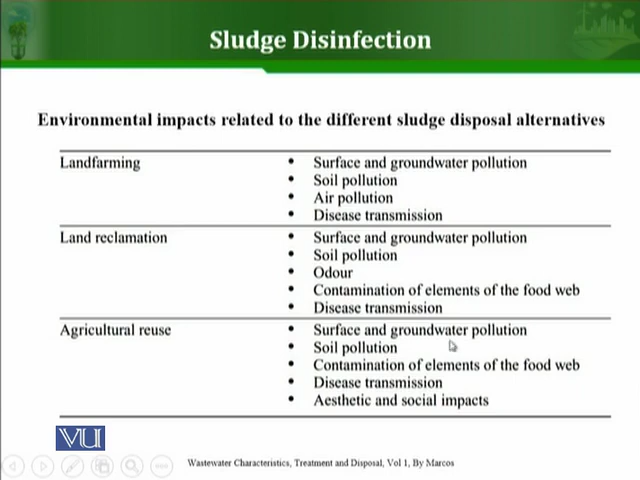 Sludge Disinfection
Environmental impacts related to the different sludge disposal alternatives
Landfarming
• Surface and groundwater pollution
• Soil pollution
• Air pollution
• Disease transmission
Land reclamation
• Surface and groundwater pollution
• Soil pollution
• Odour
• Contamination of elements of the food web
• Disease transmission
Agricultural reuse
• Surface and groundwater pollution
• Soil pollution
• Contamination of elements of the food web
• Disease transmission
• Aesthetic and social impacts
VU
Wastewater Characteristics, Treatment and Disposal, Vol 1, By Marcos